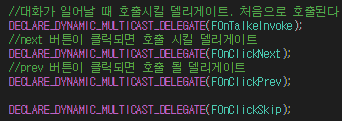 //대화가 일어날 때 호출시킬 델리게이트. 처음으로 호출된다
DECLARE_DYNAMIC_MULTICAST_DELEGATE(FOnTalkeInvoke);
//next 버튼이 클릭되면 호출 시킬 델리게이트
DECLARE_DYNAMIC_MULTICAST_DELEGATE(FOnClickNext);
//prev 버튼이 클릭되면 호출 될 델리게이트
DECLARE_DYNAMIC_MULTICAST_DELEGATE(FOnClickPrev);
DECLARE_DYNAMIC_MULTICAST_DELEGATE(FOnClickSkip);